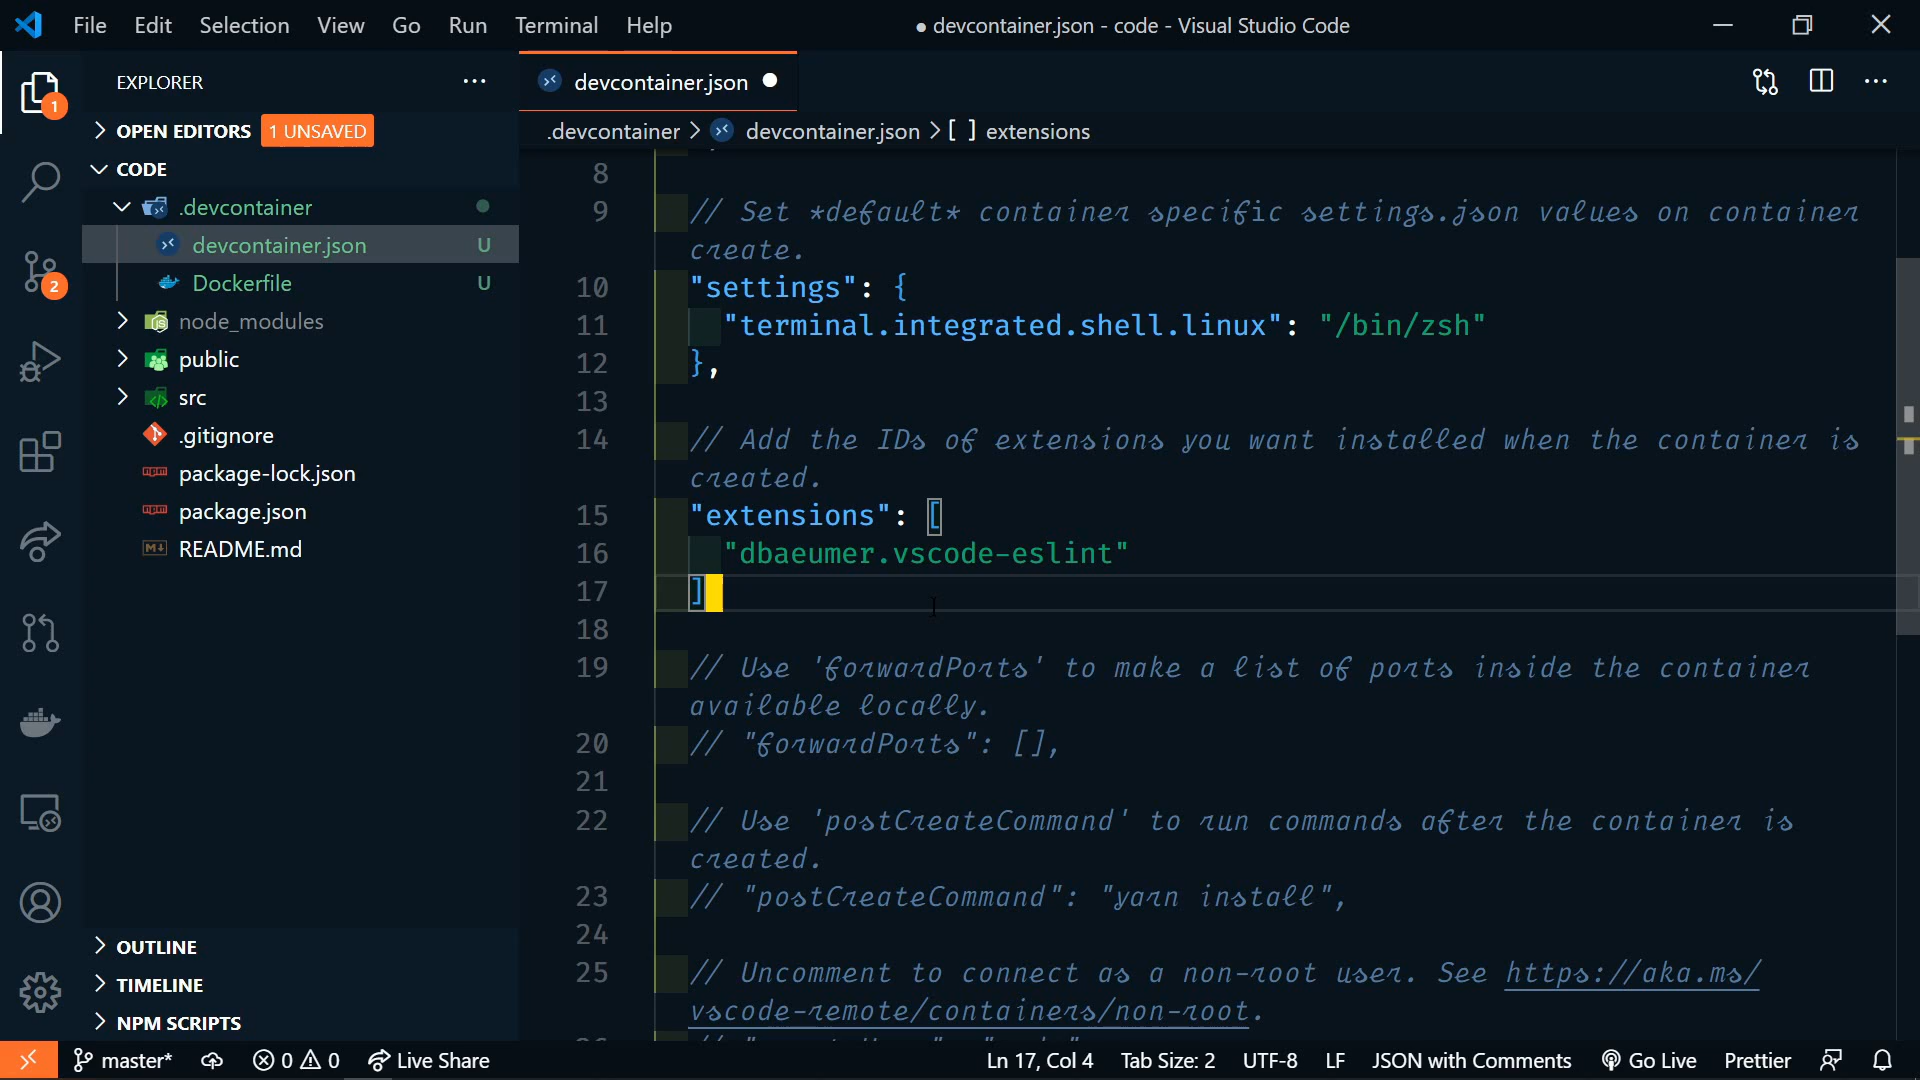 File Edit Selection View Go Run Terminal Help
● devcontainer.json - code - Visual Studio Code
EXPLORER
devcontainer.json
1
OPEN EDITORS 1 UNSAVED
.devcontainer > devcontainer.json > [ ] extensions
CODE
.devcontainer
devcontainer.json U
Dockerfile U
2
node_modules
public
src
.gitignore
package-lock.json
package.json
README.md
OUTLINE
TIMELINE
NPM SCRIPTS
8
9 // Set *default* container specific settings.json values on container
create.
10 "settings": {
11 "terminal.integrated.shell.linux": "/bin/zsh"
12 },
13
14 // Add the IDs of extensions you want installed when the container is
created.
15 "extensions": [
16 "dbaeumer.vscode-eslint"
17 ]
18
19 // Use 'forwardPorts' to make a list of ports inside the container
available locally.
20 // "forwardPorts": [],
21
22 // Use 'postCreateCommand' to run commands after the container is
created.
23 // "postCreateCommand": "yarn install",
24
25 // Uncomment to connect as a non-root user. See https://aka.ms/
vscode-remote/containers/non-root.
master* 0 0 Live Share Ln 17, Col 4 Tab Size: 2 UTF-8 LF JSON with Comments Go Live Prettier